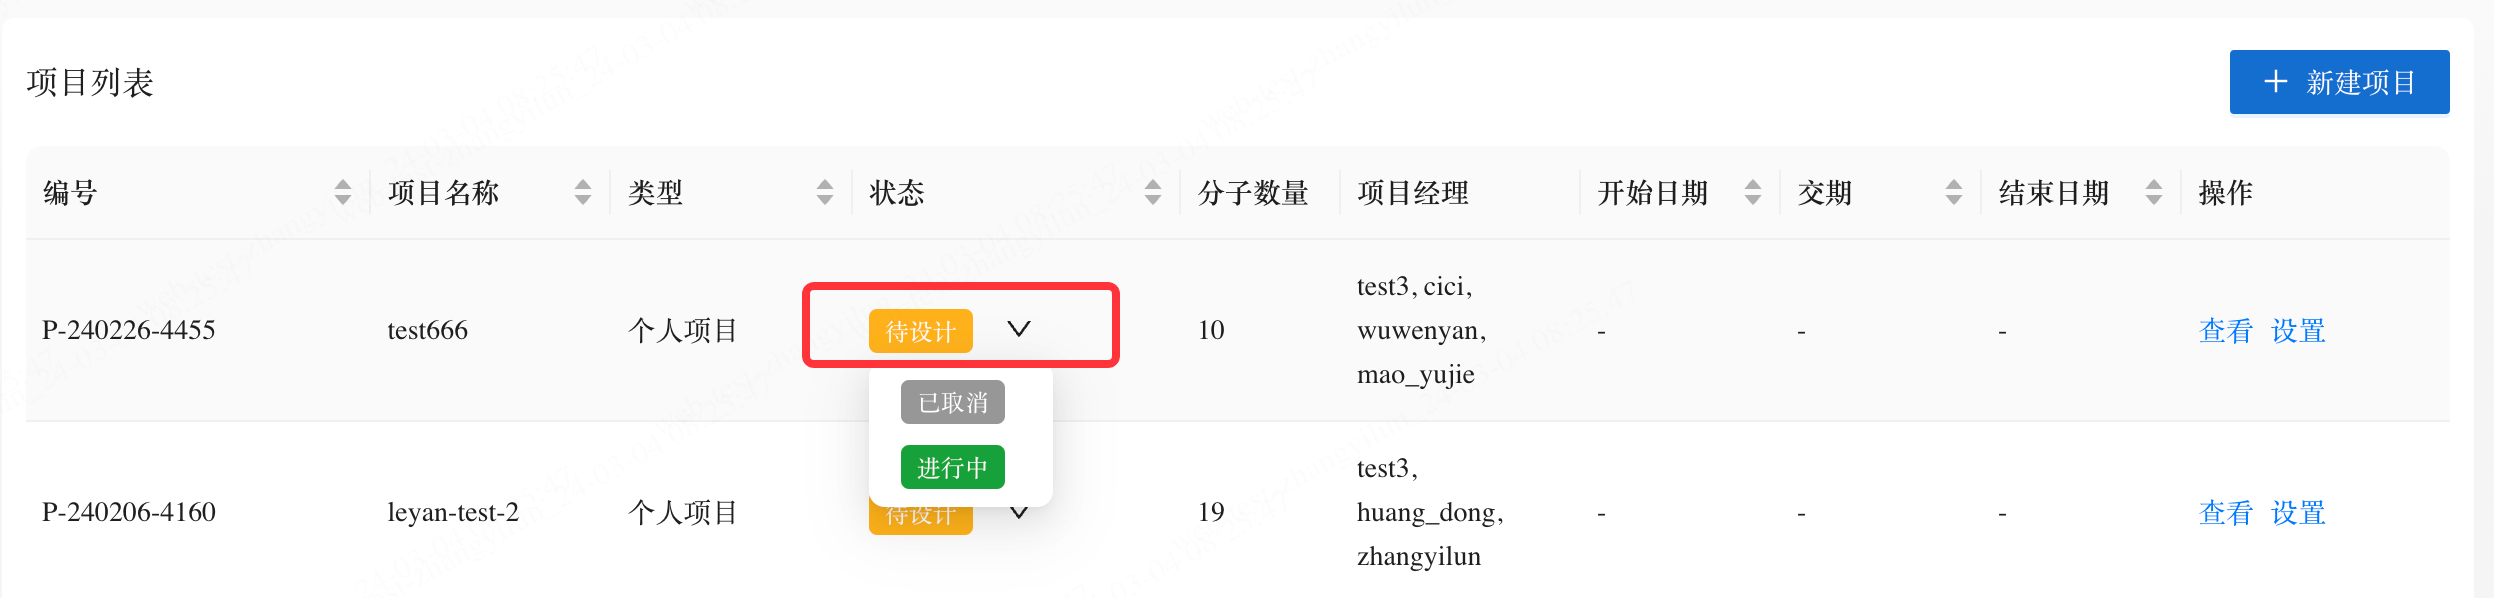 项目列表
新建项目
编号 项目名称 类型 状态 分子数量 项目经理 开始日期 交期 结束日期 操作
P-240226-4455 test666 个人项目 待设计 10 test3, cici, wuwenyan, mao_yujie - - - 查看 设置
已取消
进行中
P-240206-4160 leyan-test-2 个人项目 待设计 19 test3, huang_dong, zhangyilun - - - 查看 设置